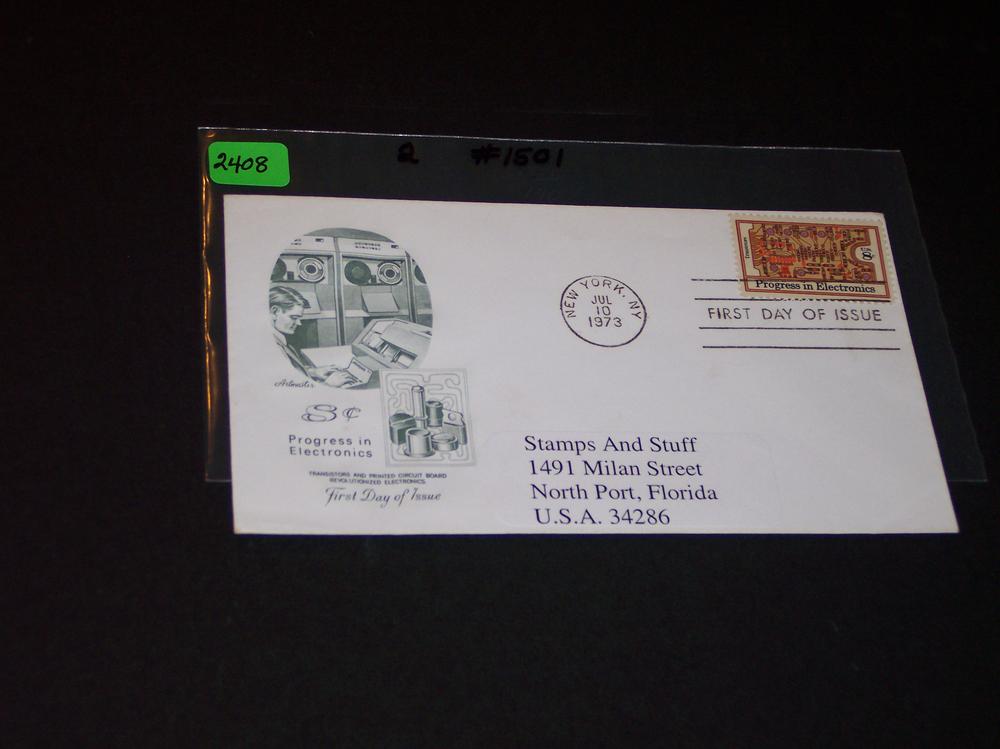 2408
2 #1501
Electronics
8¢
Progress in Electronics
NEW YORK, NY
JUL
10
1973
FIRST DAY OF ISSUE
Artmaster
8¢
Progress in
Electronics
TRANSISTORS AND PRINTED CIRCUIT BOARD
REVOLUTIONIZED ELECTRONICS
First Day of Issue
Stamps And Stuff
1491 Milan Street
North Port, Florida
U.S.A. 34286